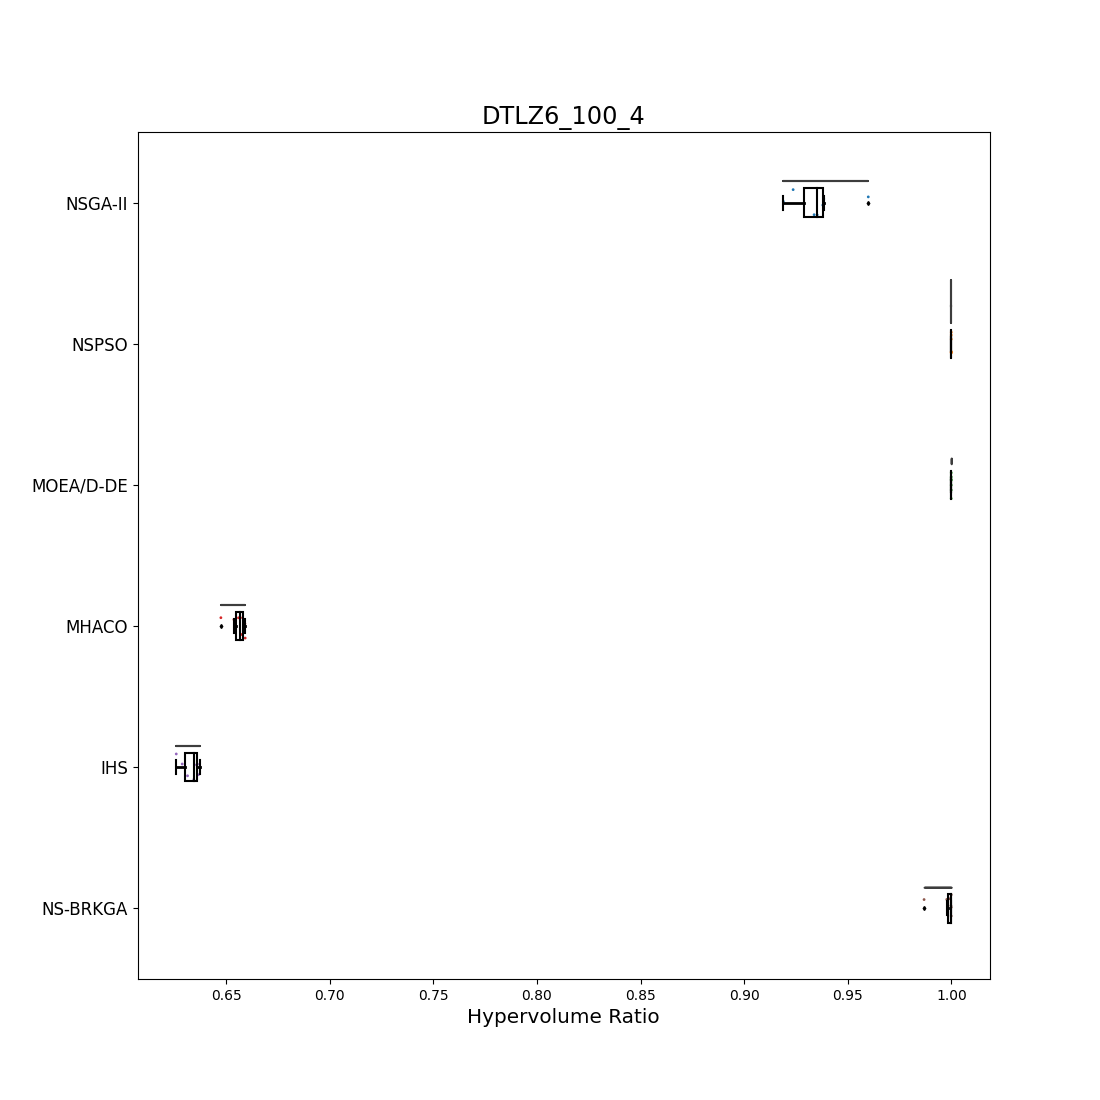 DTLZ6_100_4
NSGA-II
NSPSO
MOEA/D-DE
MHACO
IHS
NS-BRKGA
0.65 0.70 0.75 0.80 0.85 0.90 0.95 1.00
Hypervolume Ratio